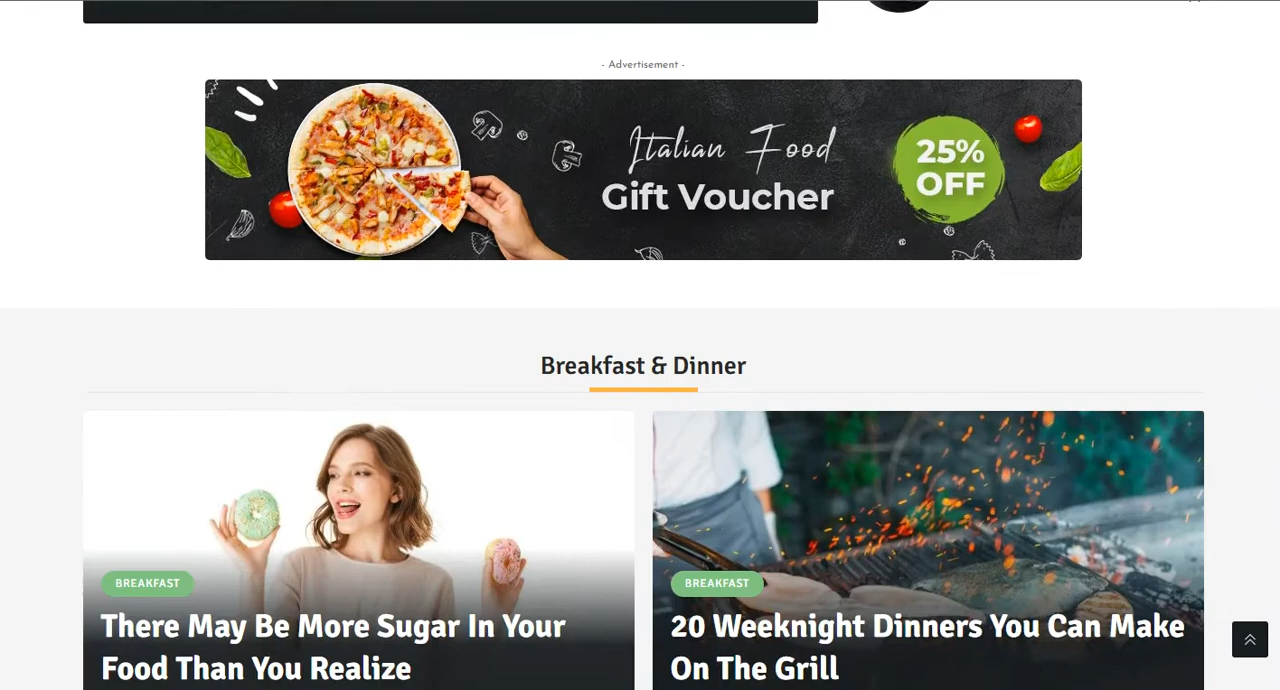 - Advertisement -
Italian Food
Gift Voucher
25%
OFF
Breakfast & Dinner
BREAKFAST
There May Be More Sugar In Your
Food Than You Realize
BREAKFAST
20 Weeknight Dinners You Can Make
On The Grill